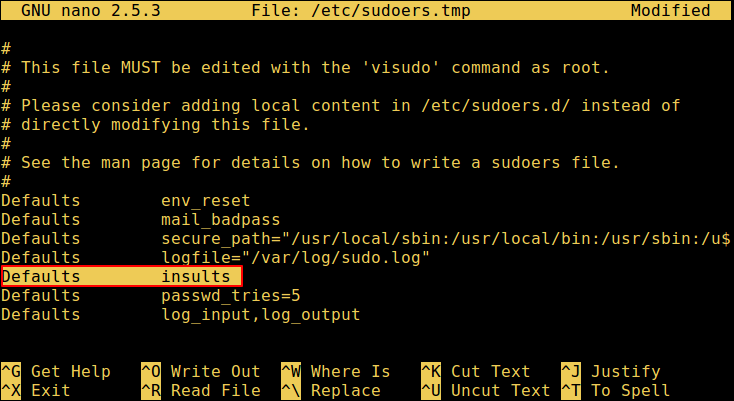 GNU nano 2.5.3 File: /etc/sudoers.tmp Modified
#
# This file MUST be edited with the 'visudo' command as root.
#
# Please consider adding local content in /etc/sudoers.d/ instead of
# directly modifying this file.
#
# See the man page for details on how to write a sudoers file.
#
Defaults env_reset
Defaults mail_badpass
Defaults secure_path="/usr/local/sbin:/usr/local/bin:/usr/sbin:/u$
Defaults logfile="/var/log/sudo.log"
Defaults insults
Defaults passwd_tries=5
Defaults log_input,log_output
^G Get Help ^O Write Out ^W Where Is ^K Cut Text ^J Justify
^X Exit ^R Read File ^\ Replace ^U Uncut Text ^T To Spell